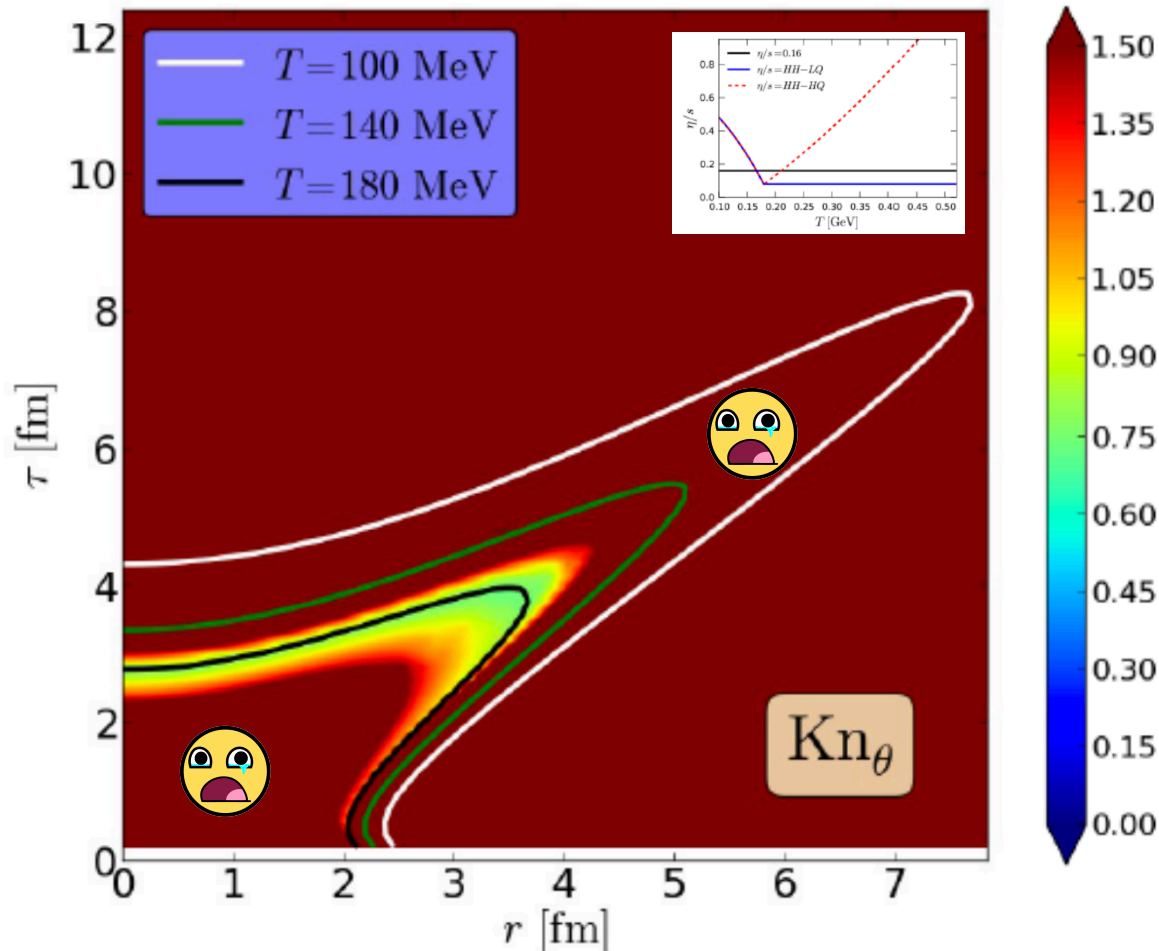 T = 100 MeV
T = 140 MeV
T = 180 MeV
η/s=0.16
η/s=HH−LQ
η/s=HH−HQ
η/s
0.8
0.6
0.4
0.2
0.0
0.10 0.15 0.20 0.25 0.30 0.35 0.40 0.45 0.50
T [GeV]
τ [fm]
12
10
8
6
4
2
0
0 1 2 3 4 5 6 7
r [fm]
Knθ
1.50
1.35
1.20
1.05
0.90
0.75
0.60
0.45
0.30
0.15
0.00